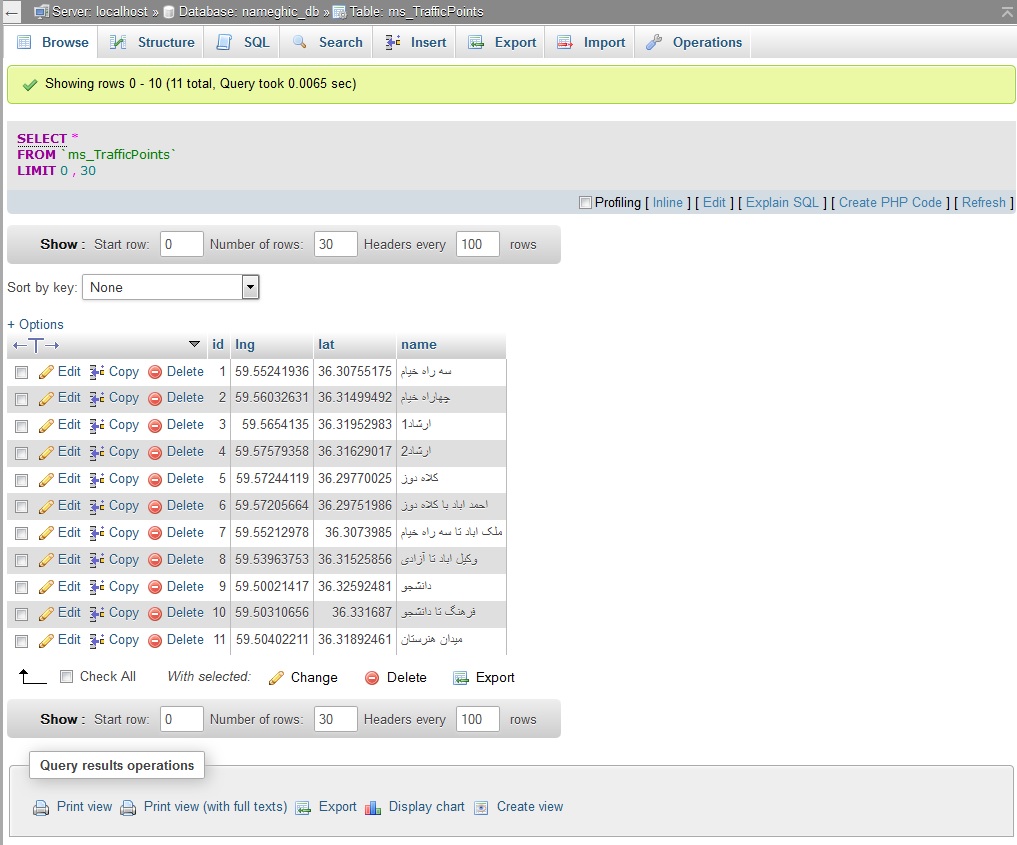 Server: localhost » Database: nameghic_db » Table: ms_TrafficPoints
Browse Structure SQL Search Insert Export Import Operations
Showing rows 0 - 10 (11 total, Query took 0.0065 sec)
SELECT *
FROM `ms_TrafficPoints`
LIMIT 0 , 30
Profiling [ Inline ] [ Edit ] [ Explain SQL ] [ Create PHP Code ] [ Refresh ]
Show : Start row: 0 Number of rows: 30 Headers every 100 rows
Sort by key: None
+ Options
←T→ id lng lat name
Edit Copy Delete 1 59.55241936 36.30755175 سه راه خیام
Edit Copy Delete 2 59.56032631 36.31499492 چهاراه خیام
Edit Copy Delete 3 59.5654135 36.31952983 ارشاد1
Edit Copy Delete 4 59.57579358 36.31629017 ارشاد2
Edit Copy Delete 5 59.57244119 36.29770025 کلاه دوز
Edit Copy Delete 6 59.57205664 36.29751986 احمد اباد با کلاه دوز
Edit Copy Delete 7 59.55212978 36.3073985 ملک اباد تا سه راه خیام
Edit Copy Delete 8 59.53963753 36.31525856 وکیل اباد تا آزادی
Edit Copy Delete 9 59.50021417 36.32592481 دانشجو
Edit Copy Delete 10 59.50310656 36.331687 فرهنگ تا دانشجو
Edit Copy Delete 11 59.50402211 36.31892461 میدان هنرستان
Check All With selected: Change Delete Export
Show : Start row: 0 Number of rows: 30 Headers every 100 rows
Query results operations
Print view Print view (with full texts) Export Display chart Create view